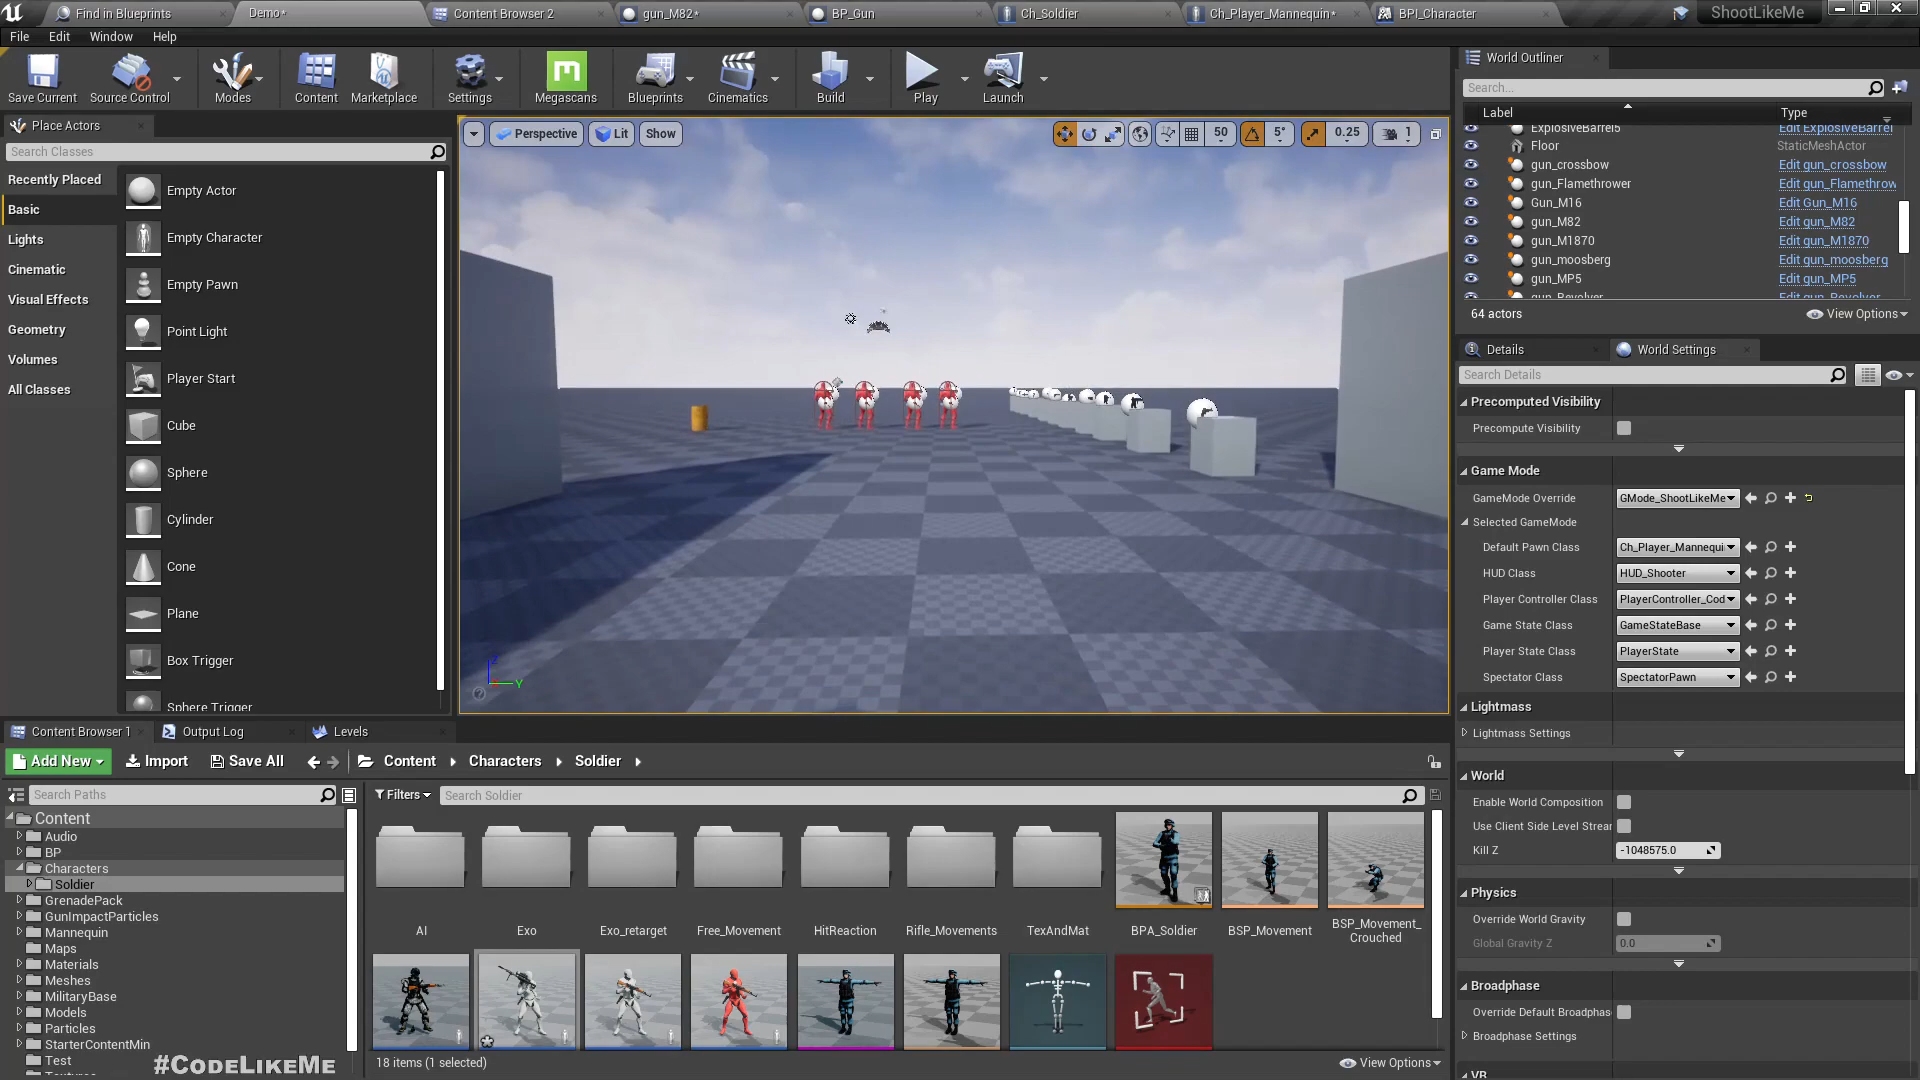 Find in Blueprints
Demo*
Content Browser 2
gun_M82*
BP_Gun
Ch_Soldier
Ch_Player_Mannequin*
BPI_Character
ShootLikeMe
File
Edit
Window
Help
Save Current
Source Control
Modes
Content
Marketplace
Settings
Megascans
Blueprints
Cinematics
Build
Play
Launch
Place Actors
Search Classes
Recently Placed
Basic
Lights
Cinematic
Visual Effects
Geometry
Volumes
All Classes
Empty Actor
Empty Character
Empty Pawn
Point Light
Player Start
Cube
Sphere
Cylinder
Cone
Plane
Box Trigger
Sphere Trigger
Perspective
Lit
Show
50
5°
0.25
1
Z
Y
World Outliner
Search...
Label
Type
ExplosiveBarrel5
Edit ExplosiveBarrel
Floor
StaticMeshActor
gun_crossbow
Edit gun_crossbow
gun_Flamethrower
Edit gun_Flamethrow
Gun_M16
Edit Gun_M16
gun_M82
Edit gun_M82
gun_M1870
Edit gun_M1870
gun_moosberg
Edit gun_moosberg
gun_MP5
Edit gun_MP5
gun_Revolver
Edit gun_Revolver
64 actors
View Options
Details
World Settings
Search Details
Precomputed Visibility
Precompute Visibility
Game Mode
GameMode Override
GMode_ShootLikeMe
Selected GameMode
Default Pawn Class
Ch_Player_Mannequi
HUD Class
HUD_Shooter
Player Controller Class
PlayerController_Cod
Game State Class
GameStateBase
Player State Class
PlayerState
Spectator Class
SpectatorPawn
Lightmass
Lightmass Settings
World
Enable World Composition
Use Client Side Level Strear
Kill Z
-1048575.0
Physics
Override World Gravity
Global Gravity Z
0.0
Broadphase
Override Default Broadphas
Broadphase Settings
VR
Content Browser 1
Output Log
Levels
Add New
Import
Save All
Content
Characters
Soldier
Search Paths
Filters
Search Soldier
Content
Audio
BP
Characters
Soldier
GrenadePack
GunImpactParticles
Mannequin
Maps
Materials
Meshes
MilitaryBase
Models
Particles
StarterContentMin
Test
Textures
AI
Exo
Exo_retarget
Free_Movement
HitReaction
Rifle_Movements
TexAndMat
BPA_Soldier
BSP_Movement
BSP_Movement_
Crouched
18 items (1 selected)
View Options
#CODELIKEME